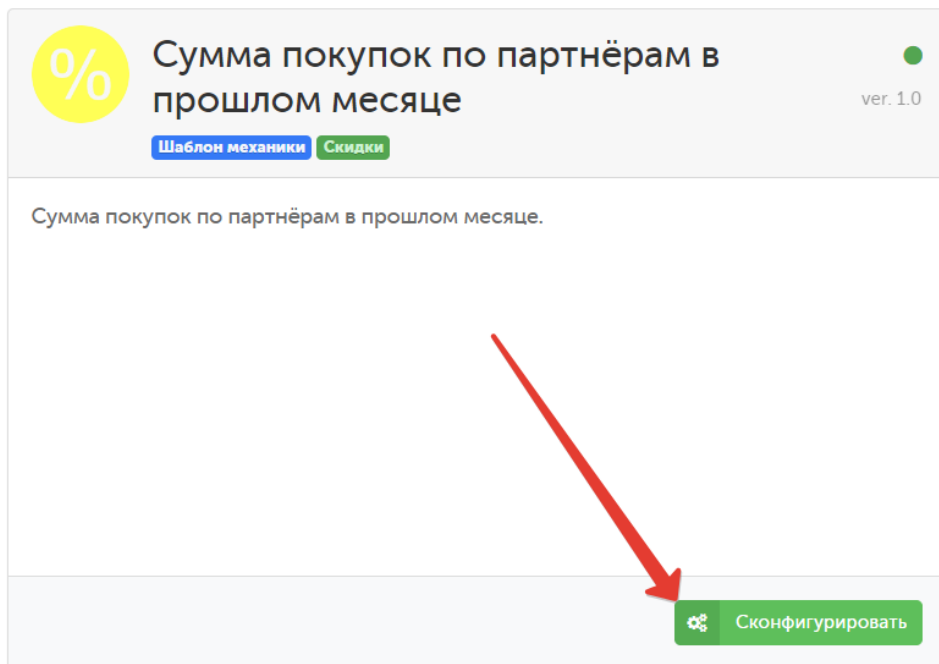 %
Сумма покупок по партнёрам в
прошлом месяце
ver. 1.0
Шаблон механики Скидки
Сумма покупок по партнёрам в прошлом месяце.
Сконфигурировать